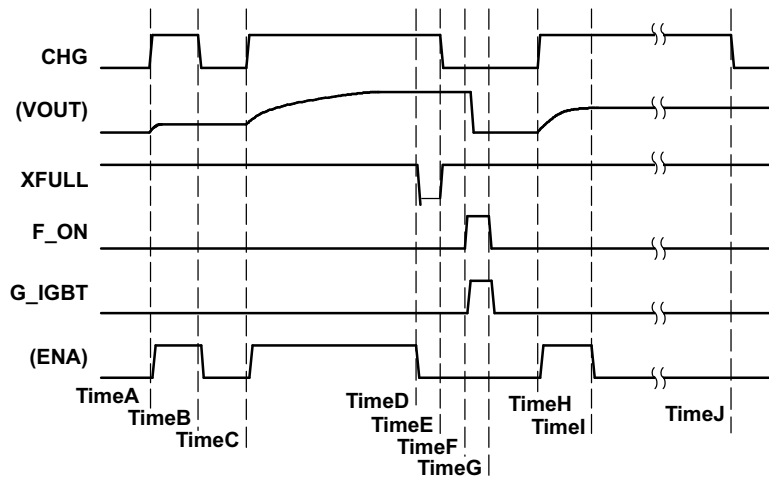 CHG
(VOUT)
XFULL
F_ON
G_IGBT
(ENA)
TimeA
TimeB
TimeC
TimeD
TimeE
TimeF
TimeG
TimeH
TimeI
TimeJ